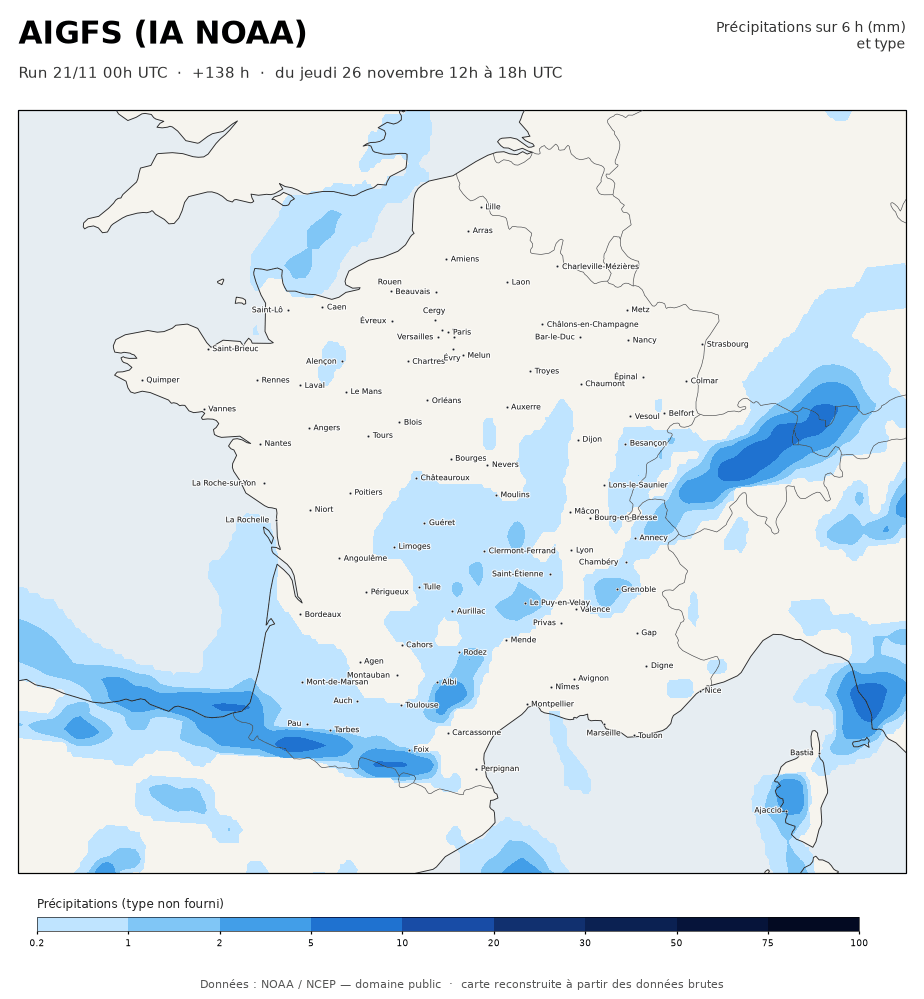 AIGFS (IA NOAA)
Précipitations sur 6 h (mm)
et type
Run 21/11 00h UTC · +138 h · du jeudi 26 novembre 12h à 18h UTC
Lille
Arras
Amiens
Charleville-Mézières
Rouen
Laon
Beauvais
Saint-Lô
Caen
Cergy
Metz
Évreux
Châlons-en-Champagne
Paris
Versailles
Bar-le-Duc
Nancy
Strasbourg
Saint-Brieuc
Évry
Melun
Alençon
Chartres
Troyes
Épinal
Quimper
Rennes
Laval
Chaumont
Colmar
Le Mans
Orléans
Auxerre
Vannes
Vesoul
Belfort
Blois
Angers
Tours
Dijon
Nantes
Besançon
Bourges
Nevers
Châteauroux
La Roche-sur-Yon
Lons-le-Saunier
Poitiers
Moulins
Niort
Mâcon
La Rochelle
Bourg-en-Bresse
Guéret
Annecy
Limoges
Clermont-Ferrand
Lyon
Angoulême
Chambéry
Saint-Étienne
Tulle
Grenoble
Périgueux
Le Puy-en-Velay
Aurillac
Valence
Bordeaux
Privas
Gap
Mende
Cahors
Rodez
Agen
Digne
Montauban
Avignon
Mont-de-Marsan
Albi
Nîmes
Nice
Auch
Toulouse
Montpellier
Pau
Tarbes
Carcassonne
Marseille
Toulon
Foix
Bastia
Perpignan
Ajaccio
Précipitations (type non fourni)
0.2 1 2 5 10 20 30 50 75 100
Données : NOAA / NCEP — domaine public · carte reconstruite à partir des données brutes